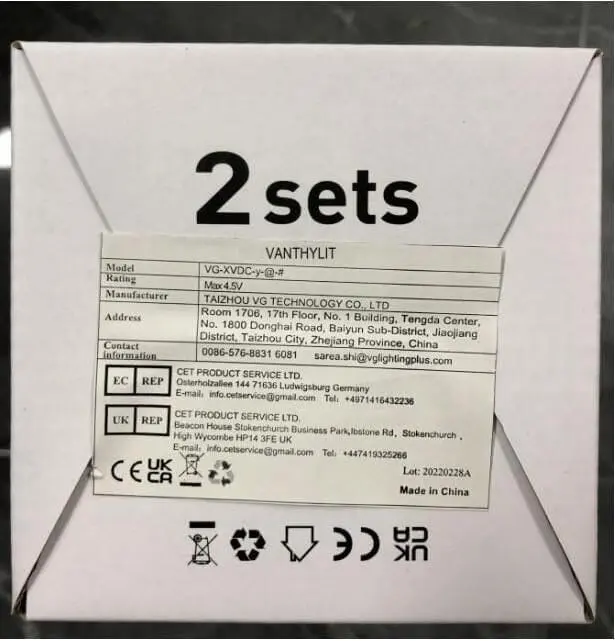 2 sets
VANTHYLIT
Model VG-XVDC-y-@-#
Rating Max 4.5V
Manufacturer TAIZHOU VG TECHNOLOGY CO., LTD
Address Room 1706, 17th Floor, No. 1 Building, Tengda Center,
No. 1800 Donghai Road, Baiyun Sub-District, Jiaojiang
District, Taizhou City, Zhejiang Province, China
Contact information 0086-576-8831 6081 sarea.shi@vglightingplus.com
EC REP CET PRODUCT SERVICE LTD.
Osterholzallee 144 71636 Ludwigsburg Germany
E-mail: info.cetservice@gmail.com Tel: +4971416432236
UK REP CET PRODUCT SERVICE LTD.
Beacon House Stokenchurch Business Park,Ibstone Rd, Stokenchurch ,
High Wycombe HP14 3FE UK
E-mail: info.cetservice@gmail.com Tel: +447419325266
CE UK CA
Lot: 20220228A
Made in China
CE UK CA